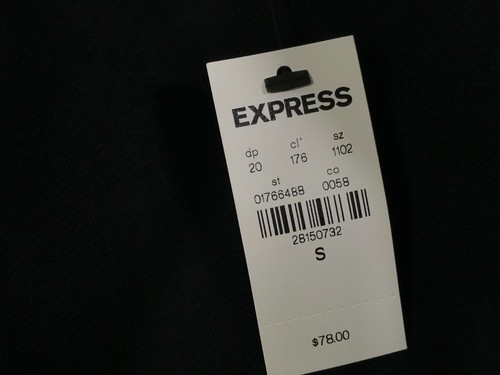 EXPRESS
dp cl sz
20 176 1102
st co
01766488 0058
28150732
S
$78.00